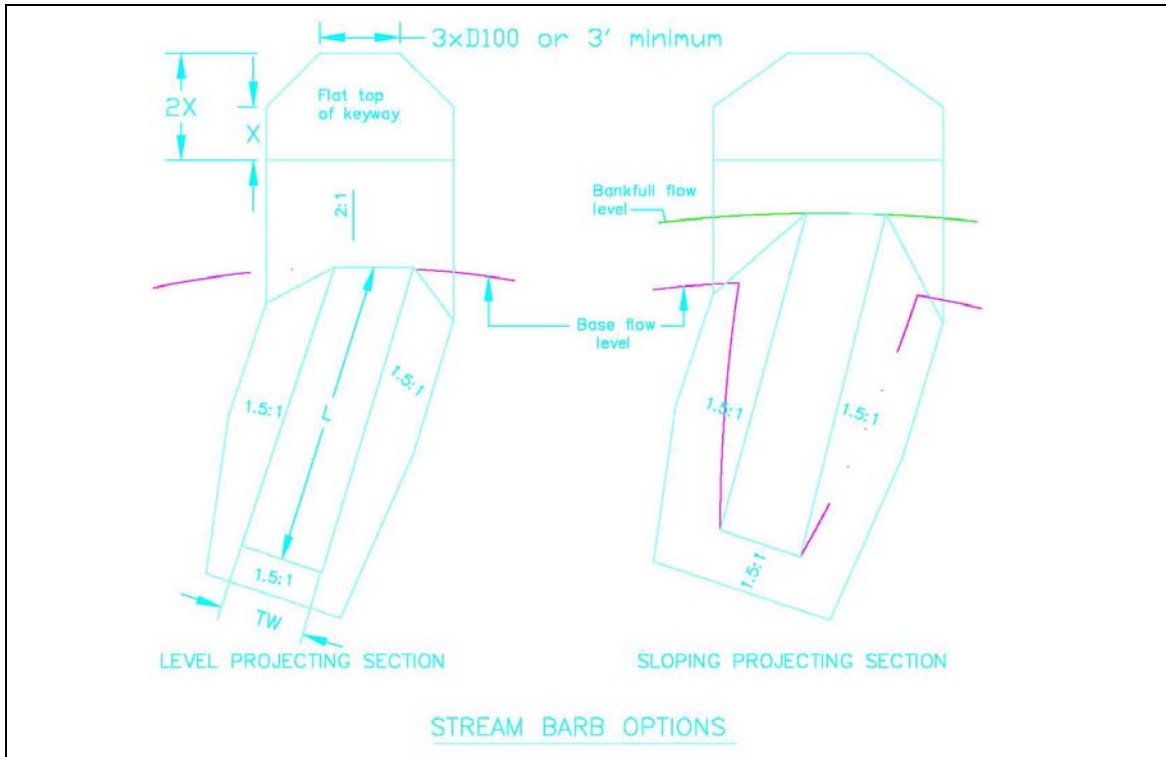 3xD100 or 3' minimum
2X
X
Flat top
of keyway
2:1
Bankfull flow
level
Base flow
level
1.5:1
L
1.5:1
1.5:1
TW
1.5:1
1.5:1
1.5:1
LEVEL PROJECTING SECTION
SLOPING PROJECTING SECTION
STREAM BARB OPTIONS